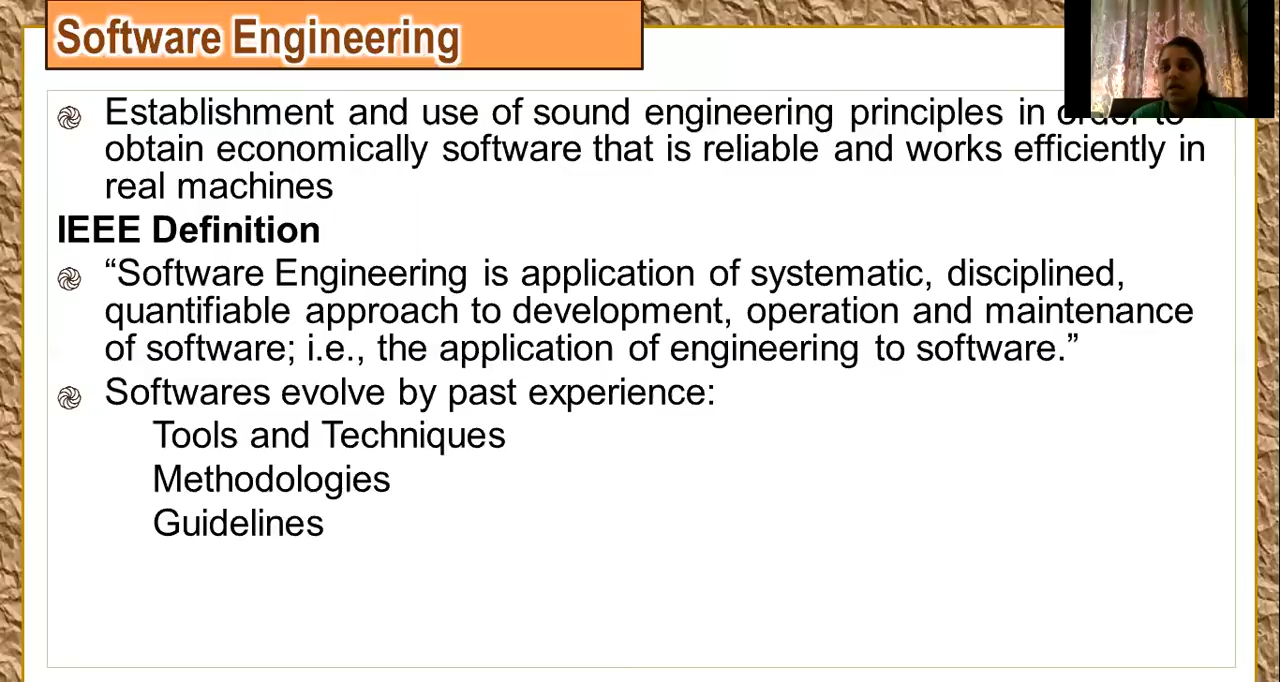 Software Engineering
Establishment and use of sound engineering principles in order to
obtain economically software that is reliable and works efficiently in
real machines
IEEE Definition
“Software Engineering is application of systematic, disciplined,
quantifiable approach to development, operation and maintenance
of software; i.e., the application of engineering to software.”
Softwares evolve by past experience:
Tools and Techniques
Methodologies
Guidelines